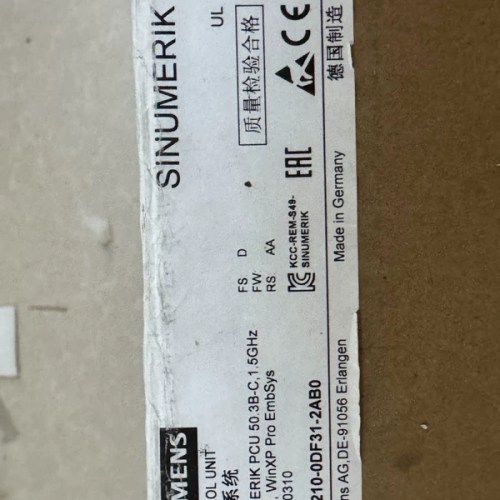 MENS
SINUMERIK
OL UNIT
UL
系统
ERIK PCU 50.3B-C,1.5GHz
, WinXP Pro EmbSys
0310
210-0DF31-2AB0
FS: D
FW:
RS: AA
质量检验合格
KCC-REM-S49-
SINUMERIK
EAC
CE
ns AG,DE-91056 Erlangen
Made in Germany
德国制造